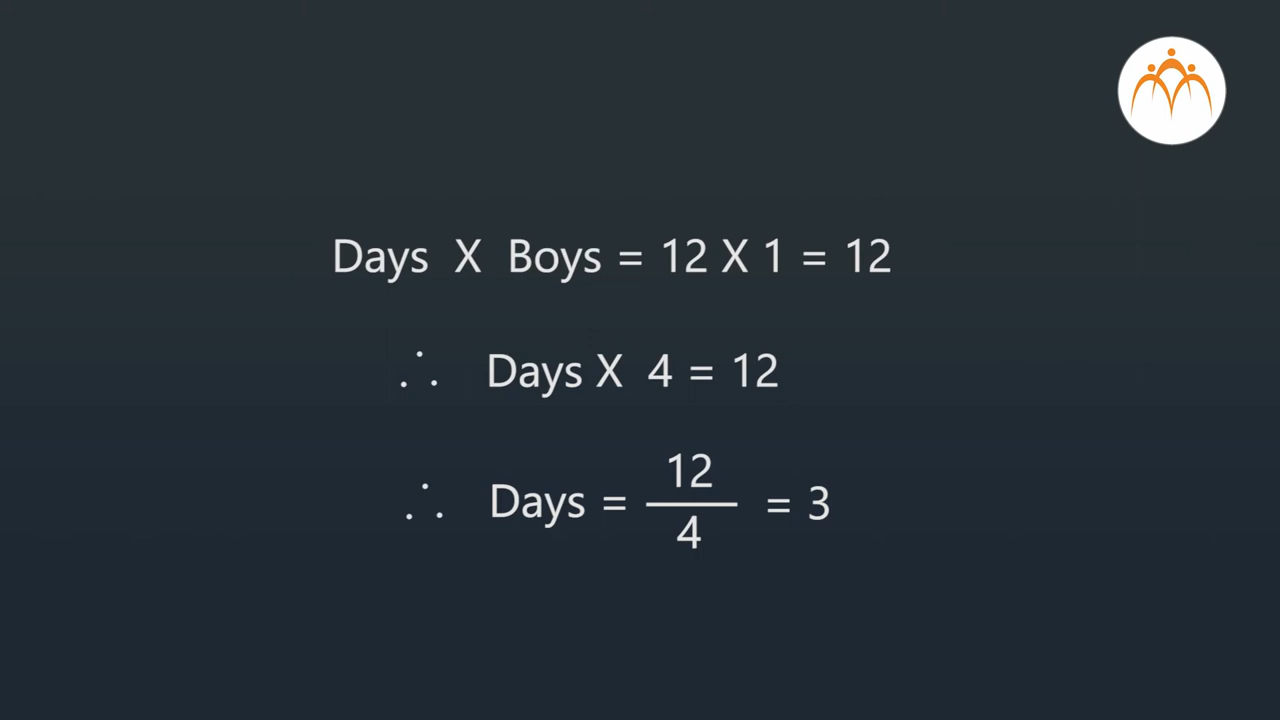 Days X Boys = 12 X 1 = 12
∴ Days X 4 = 12
∴ Days = 12/4 = 3